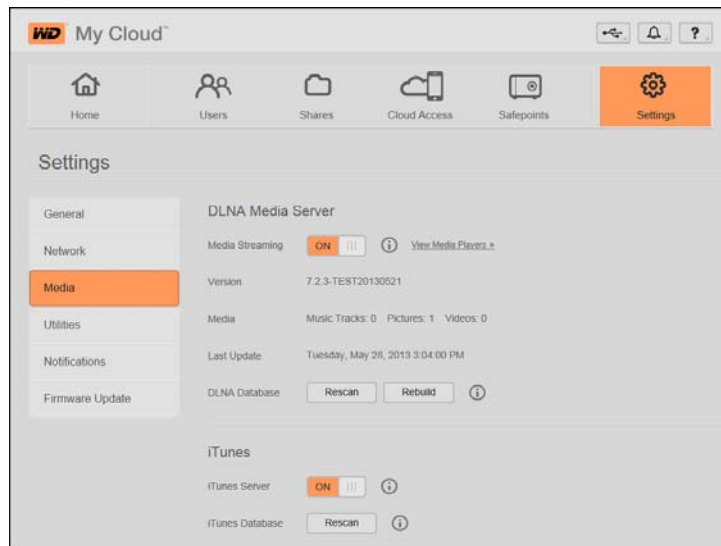 WD My Cloud™
?
Home Users Shares Cloud Access Safepoints Settings
Settings
General
Network
Media
Utilities
Notifications
Firmware Update
DLNA Media Server
Media Streaming ON View Media Players »
Version 7.2.3-TEST20130521
Media Music Tracks: 0 Pictures: 1 Videos: 0
Last Update Tuesday, May 28, 2013 3:04:00 PM
DLNA Database Rescan Rebuild
iTunes
iTunes Server ON
iTunes Database Rescan